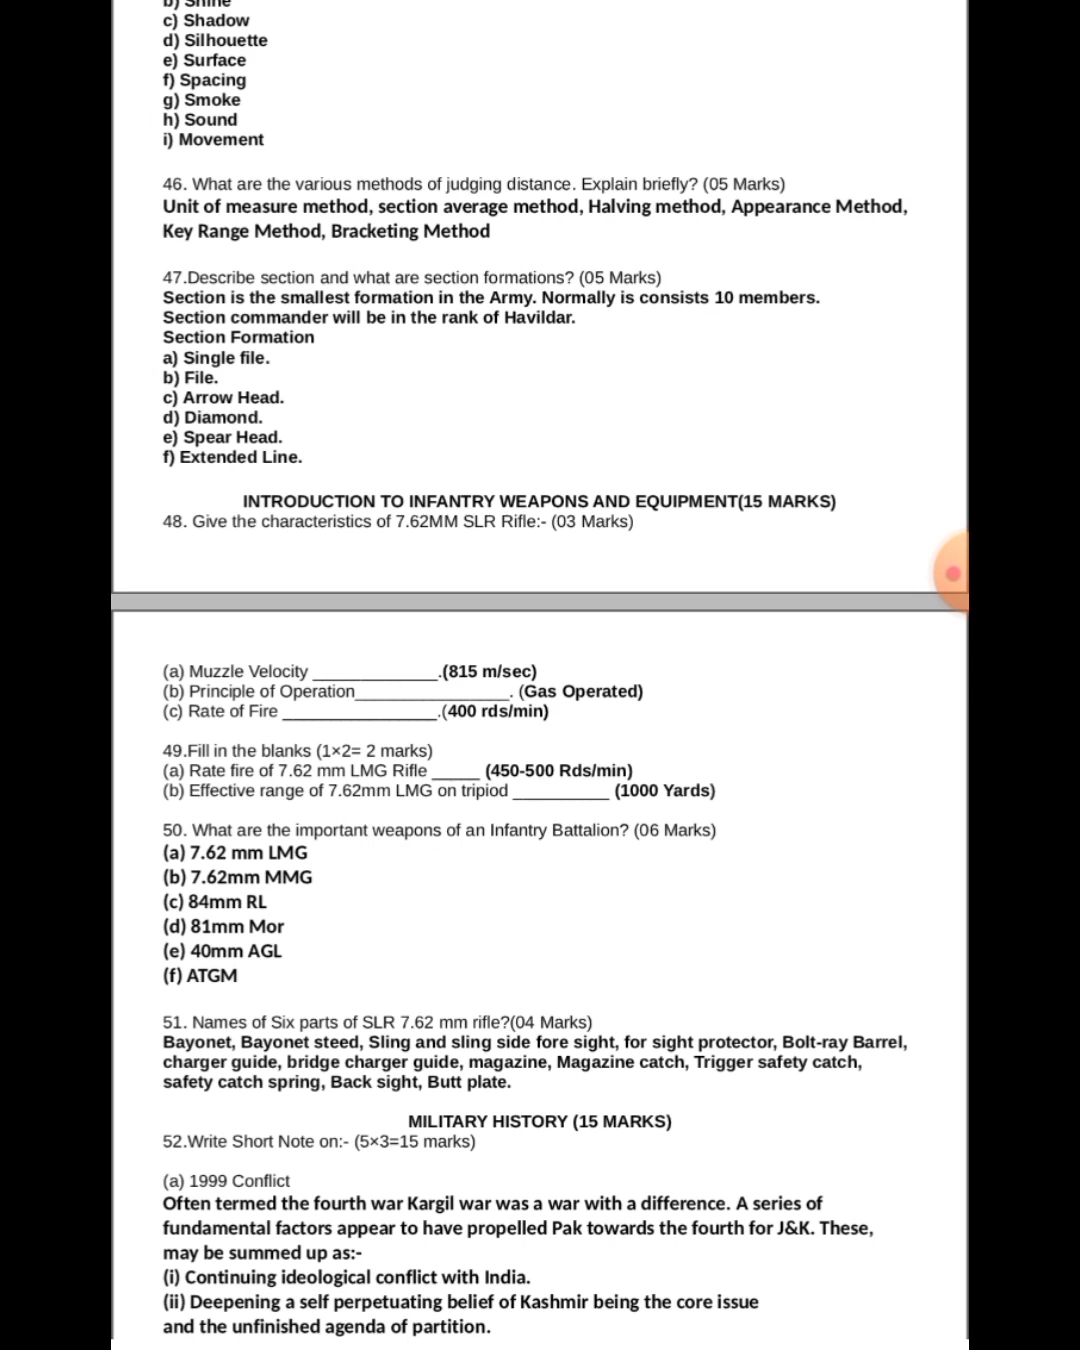 b) Shine
c) Shadow
d) Silhouette
e) Surface
f) Spacing
g) Smoke
h) Sound
i) Movement
46. What are the various methods of judging distance. Explain briefly? (05 Marks)
Unit of measure method, section average method, Halving method, Appearance Method,
Key Range Method, Bracketing Method
47.Describe section and what are section formations? (05 Marks)
Section is the smallest formation in the Army. Normally is consists 10 members.
Section commander will be in the rank of Havildar.
Section Formation
a) Single file.
b) File.
c) Arrow Head.
d) Diamond.
e) Spear Head.
f) Extended Line.
INTRODUCTION TO INFANTRY WEAPONS AND EQUIPMENT(15 MARKS)
48. Give the characteristics of 7.62MM SLR Rifle:- (03 Marks)
(a) Muzzle Velocity _____________.(815 m/sec)
(b) Principle of Operation________________. (Gas Operated)
(c) Rate of Fire ________________.(400 rds/min)
49.Fill in the blanks (1×2= 2 marks)
(a) Rate fire of 7.62 mm LMG Rifle _____ (450-500 Rds/min)
(b) Effective range of 7.62mm LMG on tripiod __________ (1000 Yards)
50. What are the important weapons of an Infantry Battalion? (06 Marks)
(a) 7.62 mm LMG
(b) 7.62mm MMG
(c) 84mm RL
(d) 81mm Mor
(e) 40mm AGL
(f) ATGM
51. Names of Six parts of SLR 7.62 mm rifle?(04 Marks)
Bayonet, Bayonet steed, Sling and sling side fore sight, for sight protector, Bolt-ray Barrel,
charger guide, bridge charger guide, magazine, Magazine catch, Trigger safety catch,
safety catch spring, Back sight, Butt plate.
MILITARY HISTORY (15 MARKS)
52.Write Short Note on:- (5×3=15 marks)
(a) 1999 Conflict
Often termed the fourth war Kargil war was a war with a difference. A series of
fundamental factors appear to have propelled Pak towards the fourth for J&K. These,
may be summed up as:-
(i) Continuing ideological conflict with India.
(ii) Deepening a self perpetuating belief of Kashmir being the core issue
and the unfinished agenda of partition.